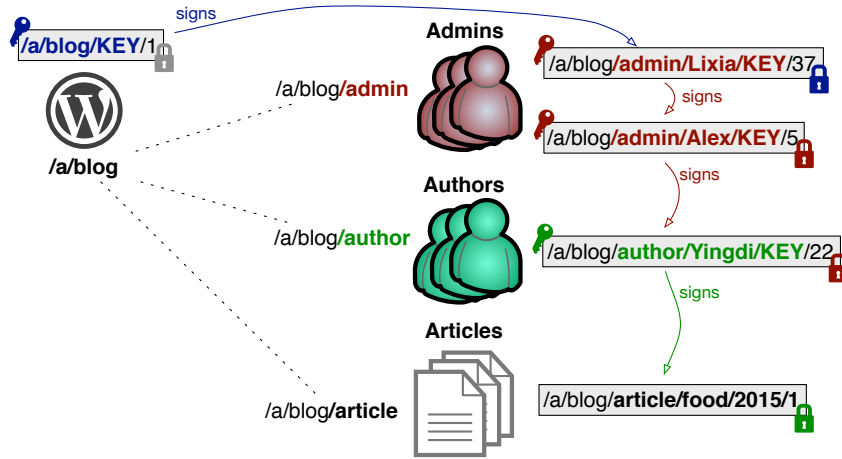 signs
/a/blog/KEY/1
Admins
/a/blog/admin/Lixia/KEY/37
/a/blog/admin
signs
/a/blog/admin/Alex/KEY/5
/a/blog
signs
Authors
/a/blog/author
/a/blog/author/Yingdi/KEY/22
signs
Articles
/a/blog/article
/a/blog/article/food/2015/1